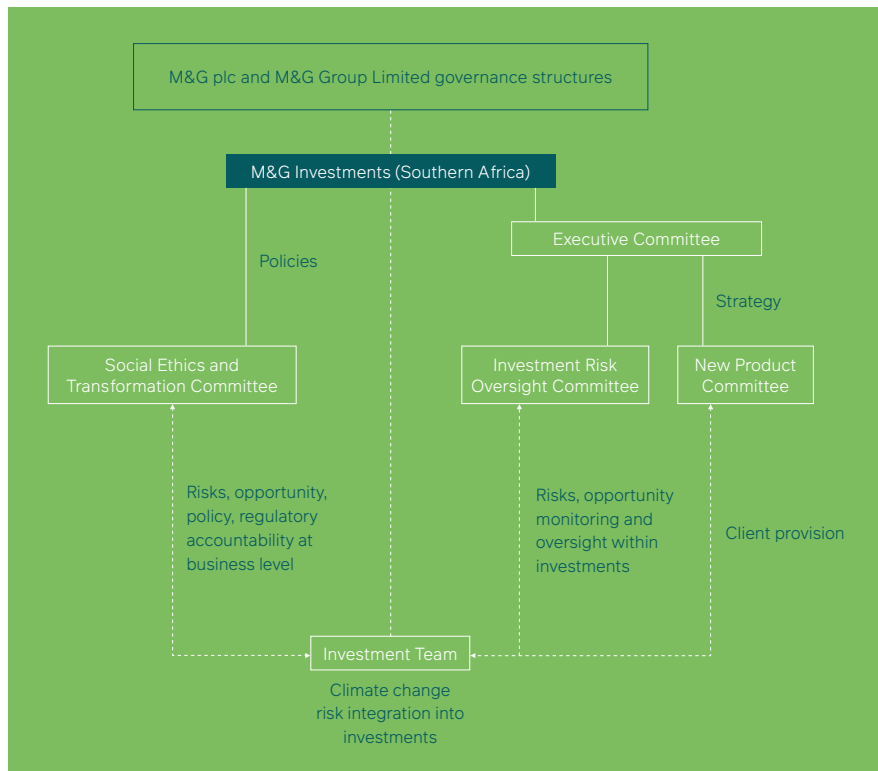 M&G plc and M&G Group Limited governance structures
M&G Investments (Southern Africa)
Executive Committee
Policies
Strategy
Social Ethics and
Transformation Committee
Investment Risk
Oversight Committee
New Product
Committee
Risks, opportunity,
policy, regulatory
accountability at
business level
Risks, opportunity
monitoring and
oversight within
investments
Client provision
Investment Team
Climate change
risk integration into
investments